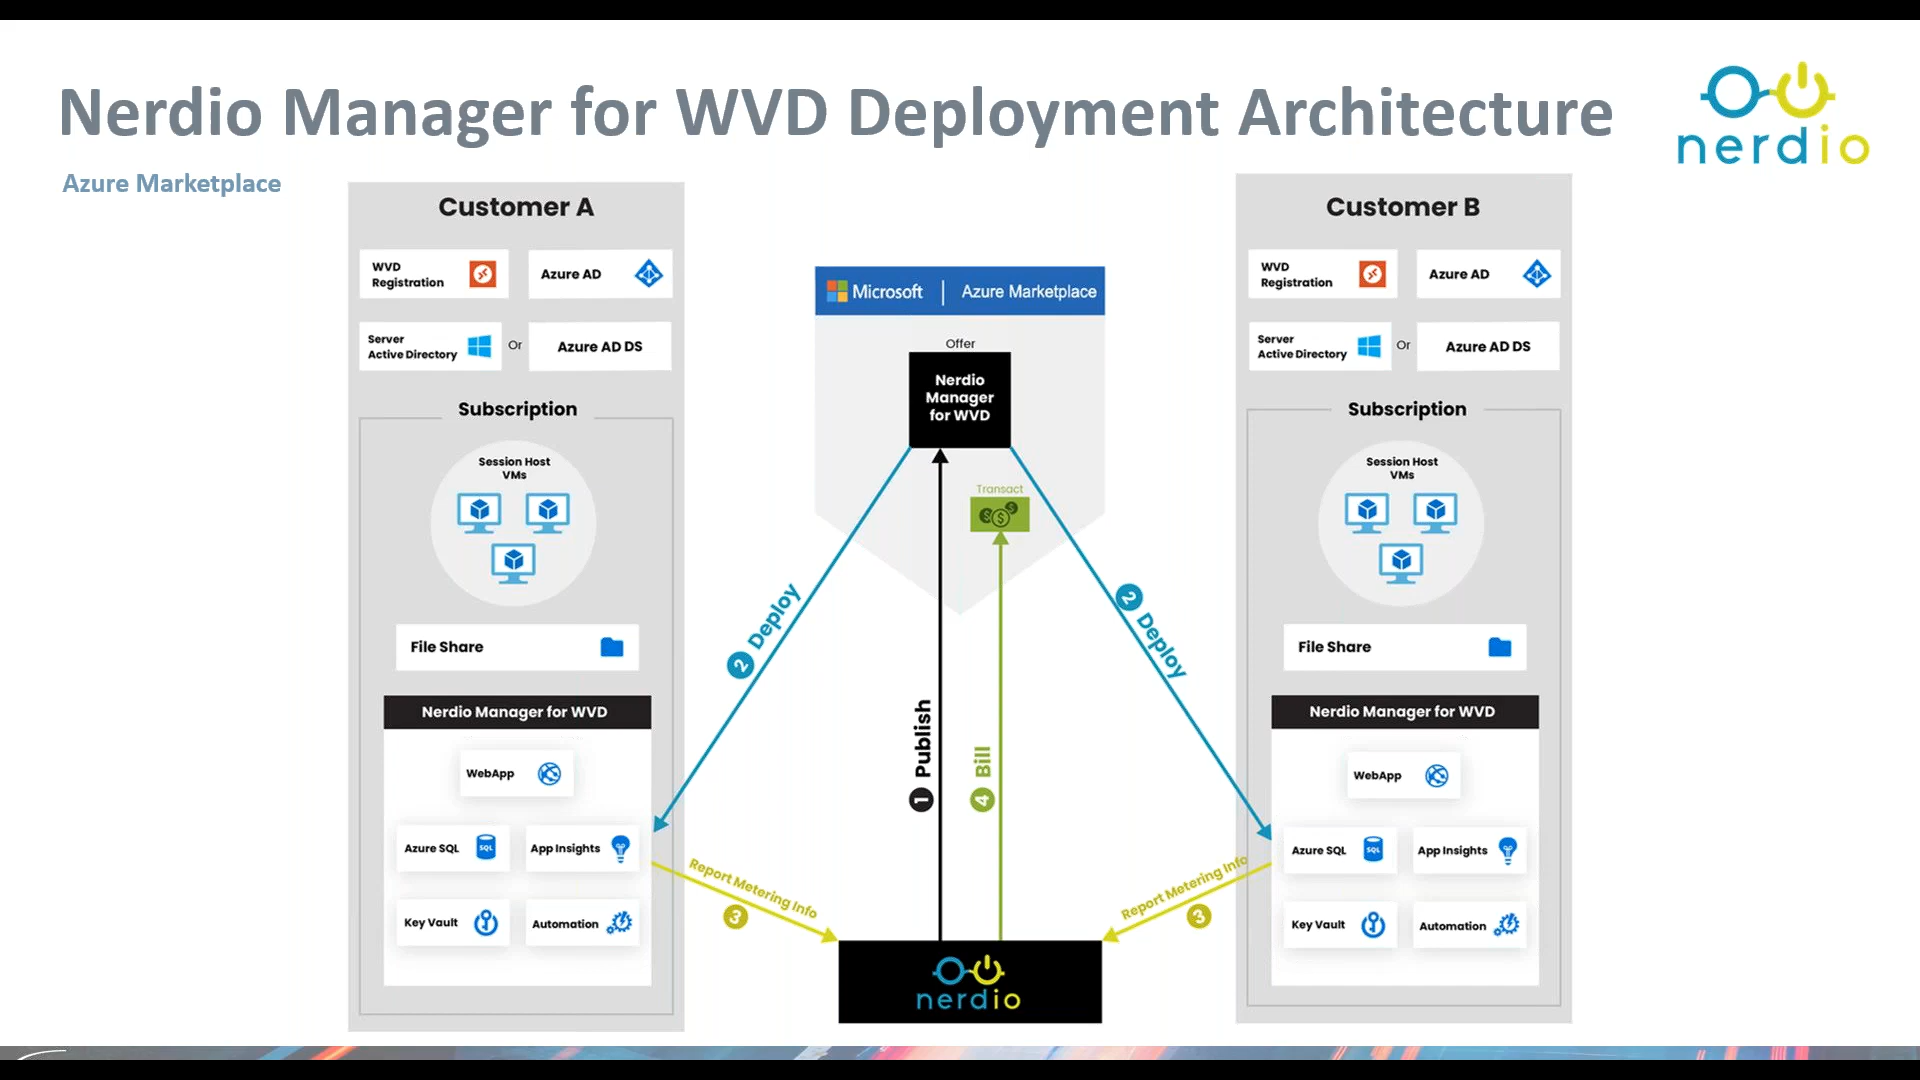 Nerdio Manager for WVD Deployment Architecture
nerdio
Azure Marketplace
Customer A
WVD
Registration
Azure AD
Server
Active Directory
Or
Azure AD DS
Subscription
Session Host
VMs
File Share
Nerdio Manager for WVD
WebApp
Azure SQL
SQL
App Insights
Key Vault
Automation
Microsoft | Azure Marketplace
Offer
Nerdio
Manager
for WVD
Transact
2 Deploy
2 Deploy
1 Publish
4 Bill
Report Metering Info
3
Report Metering Info
3
nerdio
Customer B
WVD
Registration
Azure AD
Server
Active Directory
Or
Azure AD DS
Subscription
Session Host
VMs
File Share
Nerdio Manager for WVD
WebApp
Azure SQL
SQL
App Insights
Key Vault
Automation